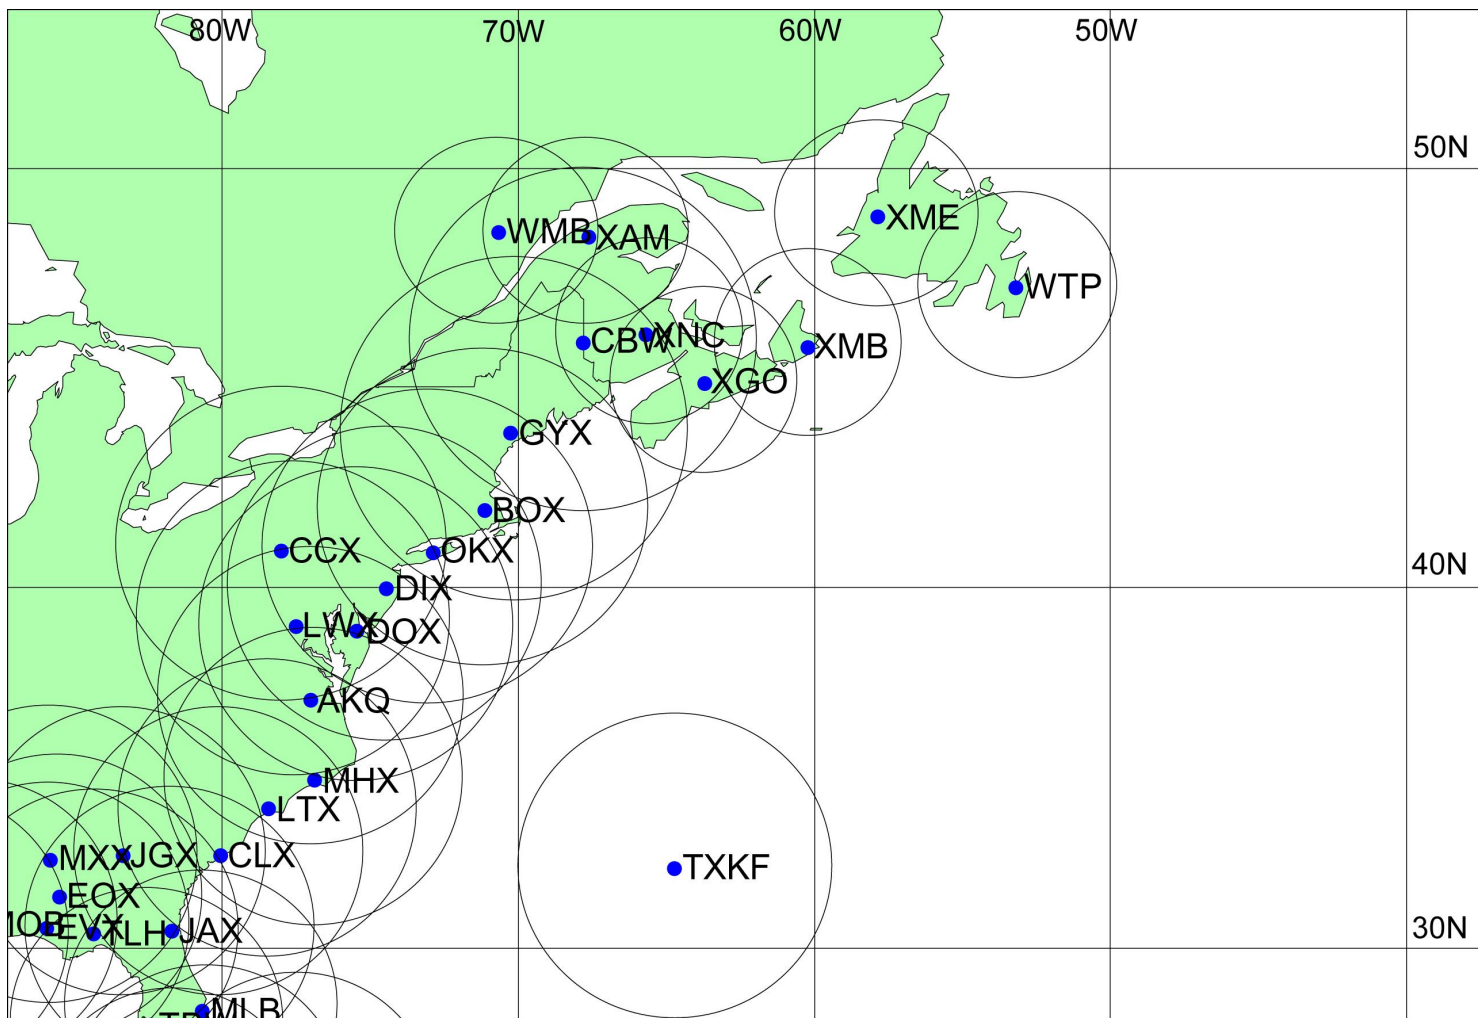 80W 70W 60W 50W
50N
WMB XAM XME
WTP
CBW XNC XMB
XGO
GYX
BOX
CCX OKX
40N
DIX
LWX DOX
AKQ
MHX
LTX
MXX JGX CLX TXKF
EOX
MOB EVX TLH JAX 30N
MLB